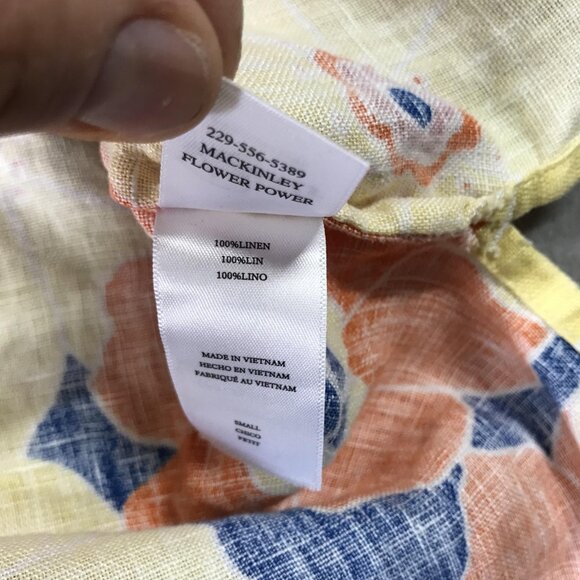 229-556-5389
MACKINLEY
FLOWER POWER
100%LINEN
100%LIN
100%LINO
MADE IN VIETNAM
HECHO EN VIETNAM
FABRIQUÉ AU VIETNAM
SMALL
CHICO
PETIT